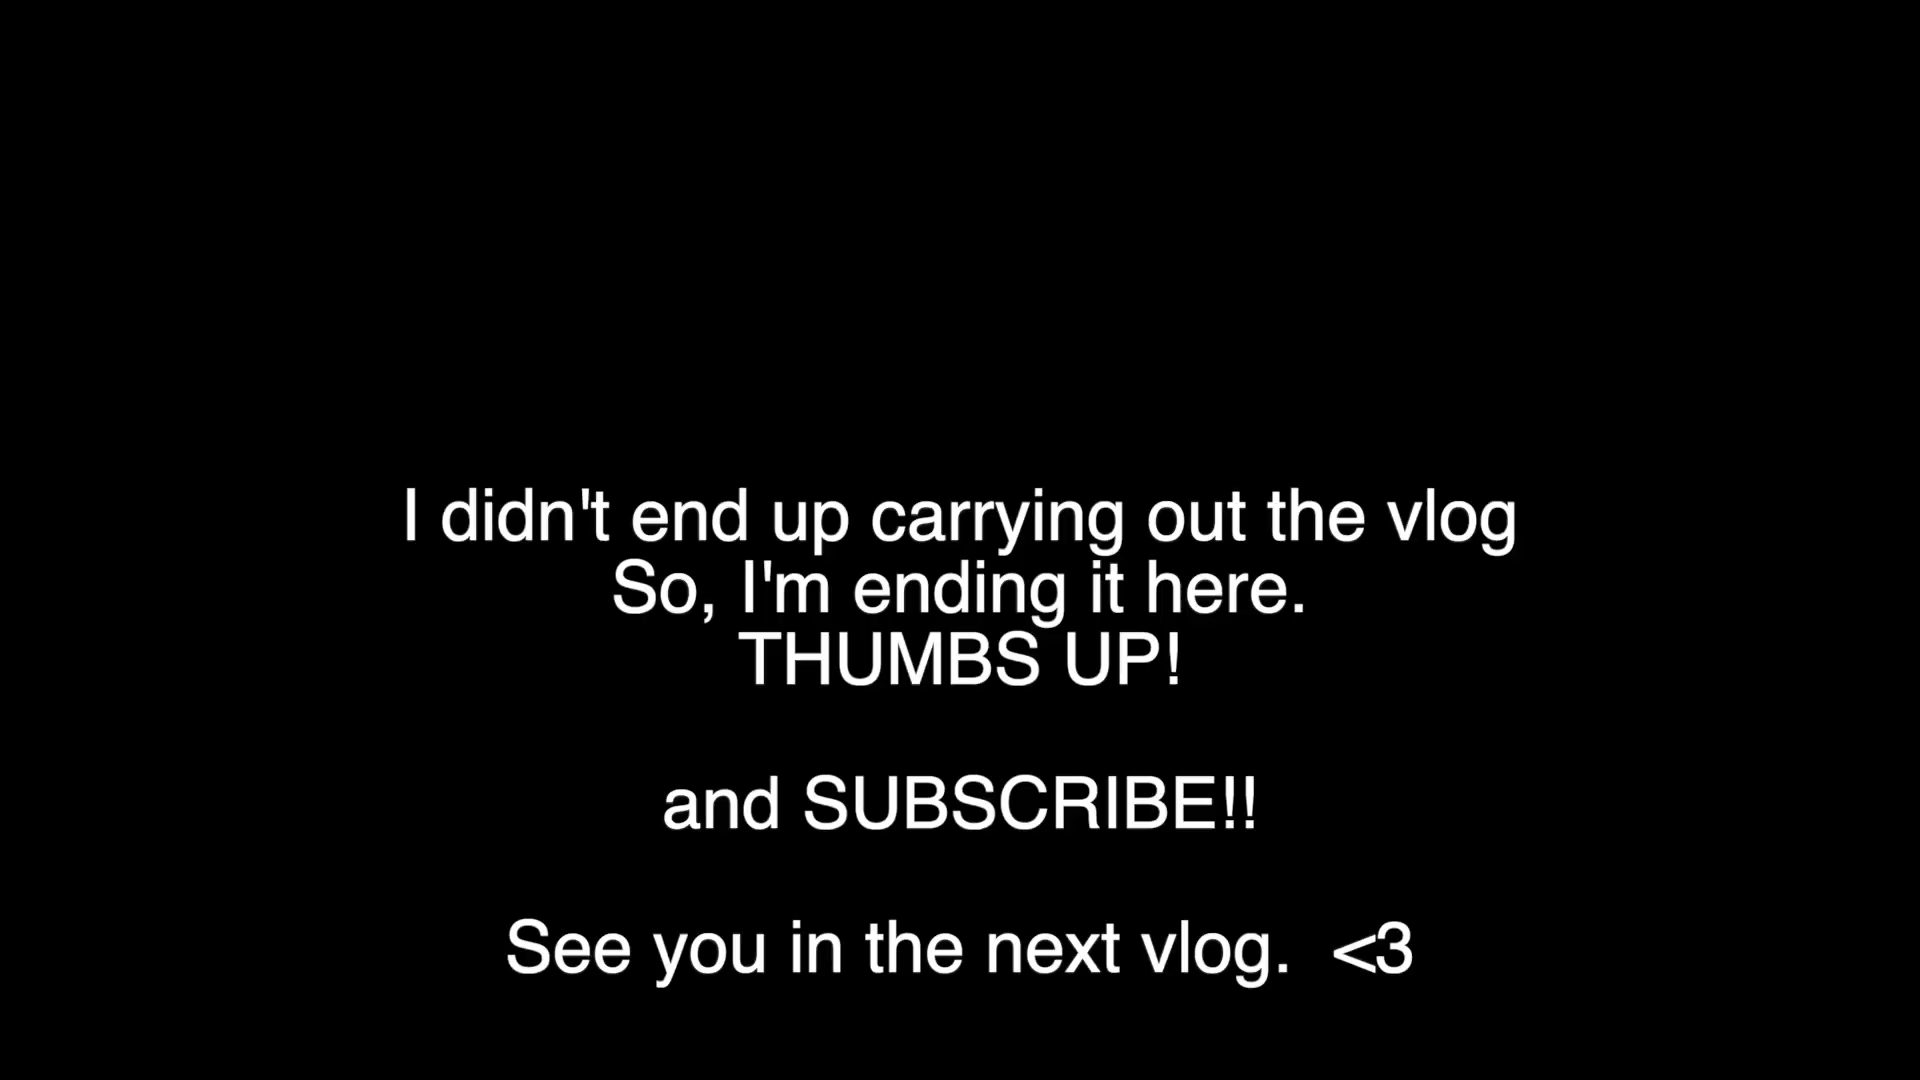 I didn't end up carrying out the vlog
So, I'm ending it here.
THUMBS UP!
and SUBSCRIBE!!
See you in the next vlog.  <3